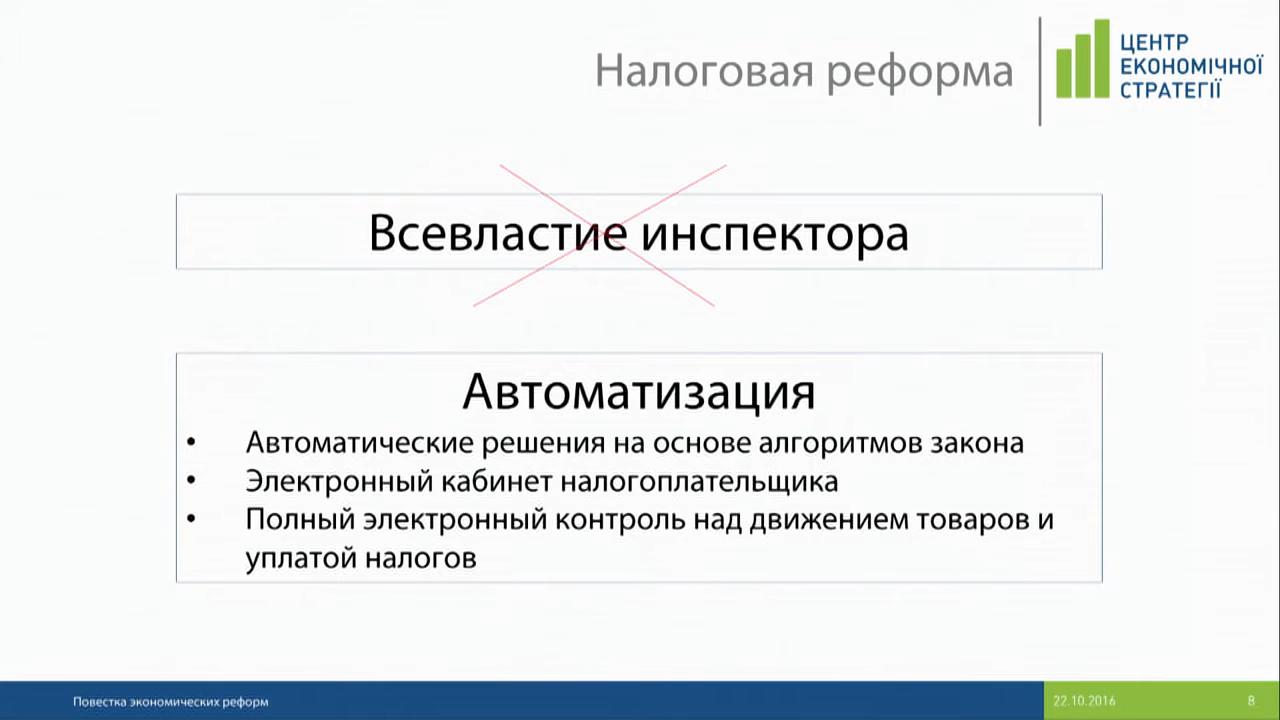 Налоговая реформа
ЦЕНТР
ЕКОНОМІЧНОЇ
СТРАТЕГІЇ
Всевластие инспектора
Автоматизация
• Автоматические решения на основе алгоритмов закона
• Электронный кабинет налогоплательщика
• Полный электронный контроль над движением товаров и
уплатой налогов
Повестка экономических реформ
22.10.2016
8